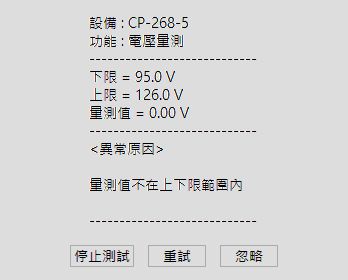 設備 : CP-268-5
功能 : 電壓量測
--------------------------------
下限 = 95.0 V
上限 = 126.0 V
量測值 = 0.00 V
--------------------------------
<異常原因>
量測值不在上下限範圍內
--------------------------------
停止測試 重試 忽略